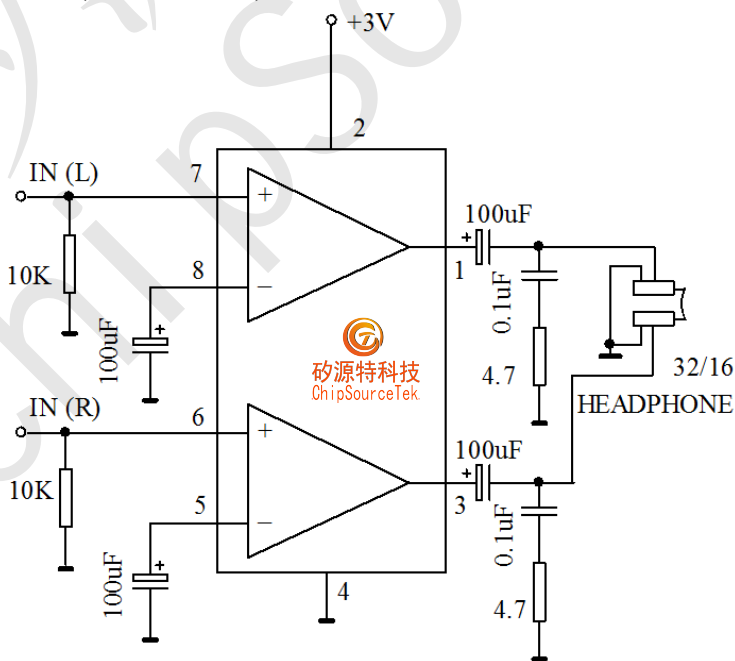 +3V
2
IN (L)
7
+
100uF
+
10K
8
−
1
0.1uF
100uF
+
4.7
矽源特科技
ChipSourceTek
32/16
HEADPHONE
IN (R)
6
+
100uF
+
10K
5
−
3
0.1uF
100uF
+
4
4.7
ChipSo